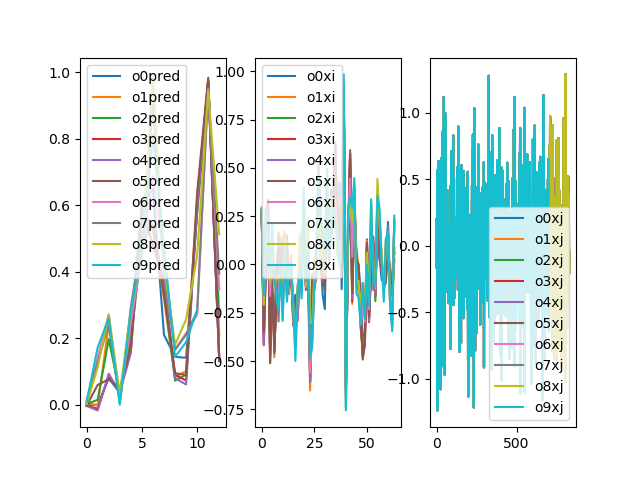 1.0
0.8
0.6
0.4
0.2
0.0
0
5
10
o0pred
o1pred
o2pred
o3pred
o4pred
o5pred
o6pred
o7pred
o8pred
o9pred
1.00
0.75
0.50
0.25
0.00
−0.25
−0.50
−0.75
0
25
50
o0xi
o1xi
o2xi
o3xi
o4xi
o5xi
o6xi
o7xi
o8xi
o9xi
1.0
0.5
0.0
−0.5
−1.0
0
500
o0xj
o1xj
o2xj
o3xj
o4xj
o5xj
o6xj
o7xj
o8xj
o9xj